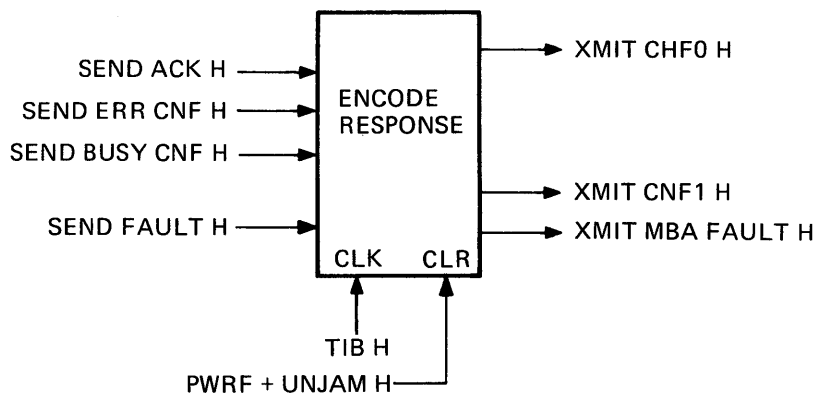 XMIT CHF0 H
SEND ACK H
ENCODE
RESPONSE
SEND ERR CNF H
SEND BUSY CNF H
XMIT CNF1 H
SEND FAULT H
XMIT MBA FAULT H
CLK
CLR
TIB H
PWRF + UNJAM H